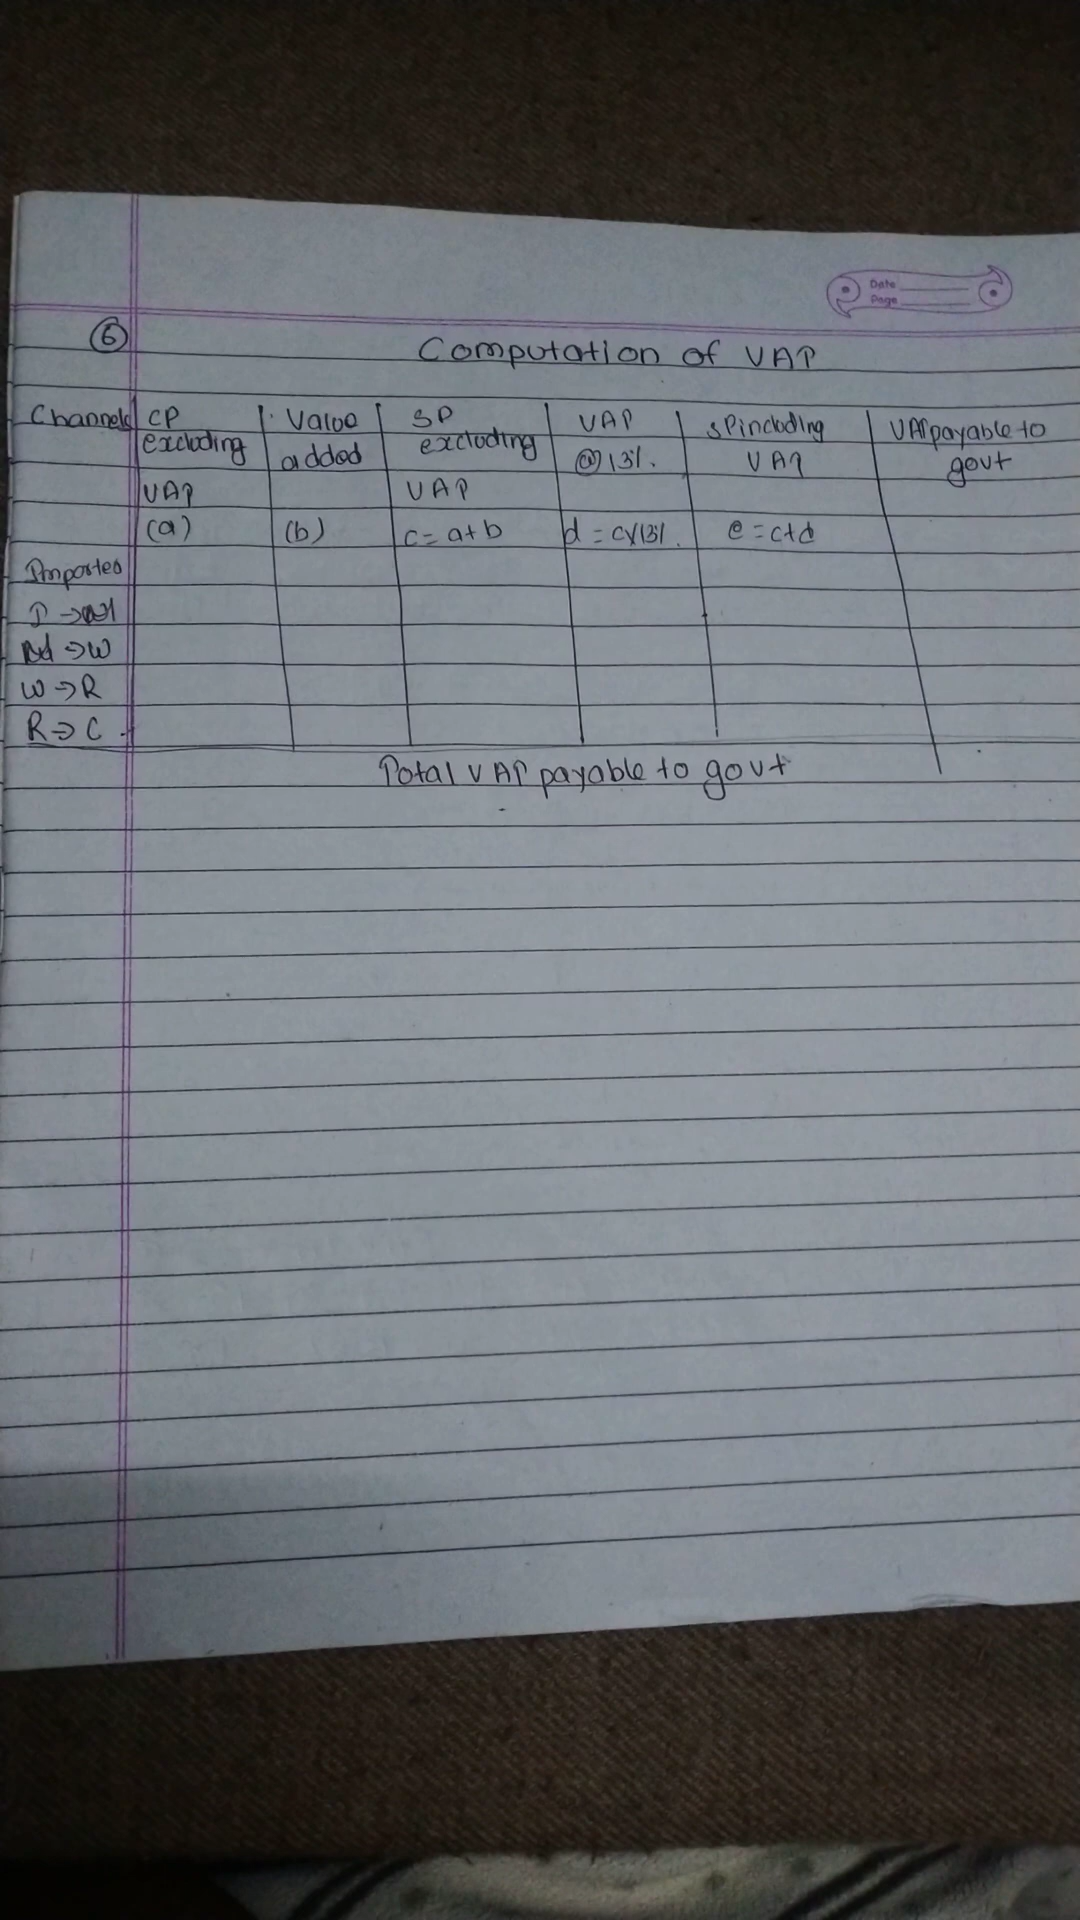 Date
Page
6 Computation of VAT
Channels CP Value SP VAT SP including VAT payable to
excluding added excluding @13% VAT govt
VAT VAT
(a) (b) c = a+b d = c×13% e = c+d
Importer
I →
→ W
W → R
R → C
Total VAT payable to govt